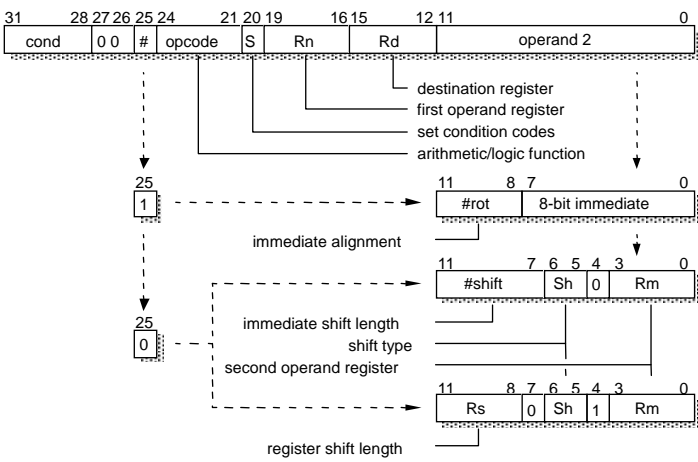 31 28 27 26 25 24 21 20 19 16 15 12 11 0
cond 0 0 # opcode S Rn Rd operand 2
destination register
first operand register
set condition codes
arithmetic/logic function
25 11 8 7 0
1 #rot 8-bit immediate
immediate alignment
11 7 6 5 4 3 0
#shift Sh 0 Rm
25
0
immediate shift length
shift type
second operand register
11 8 7 6 5 4 3 0
Rs 0 Sh 1 Rm
register shift length